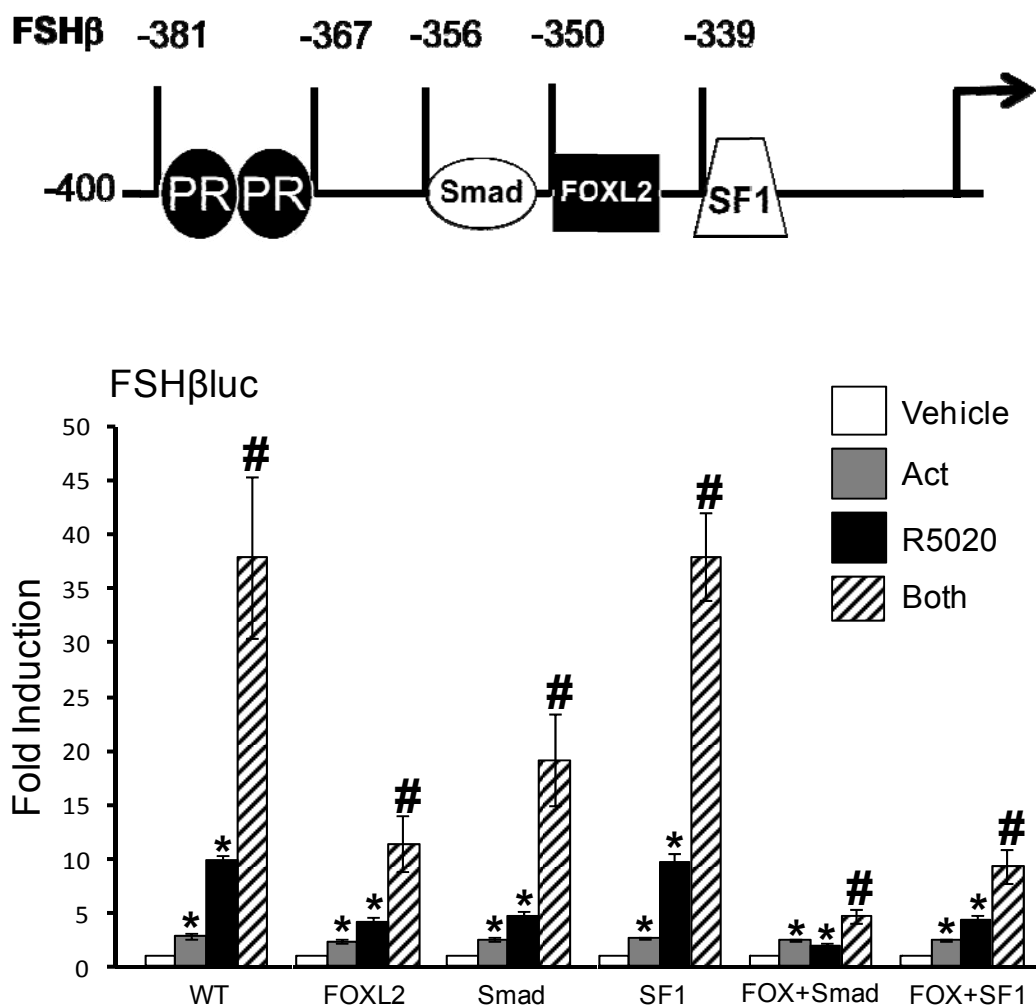 FSHβ -381 -367 -356 -350 -339
-400 PR PR Smad FOXL2 SF1
FSHβluc
Vehicle
Act
R5020
Both
Fold Induction
50
45
40
35
30
25
20
15
10
5
0
# # # # # #
* * * * * * * * * * * *
WT FOXL2 Smad SF1 FOX+Smad FOX+SF1